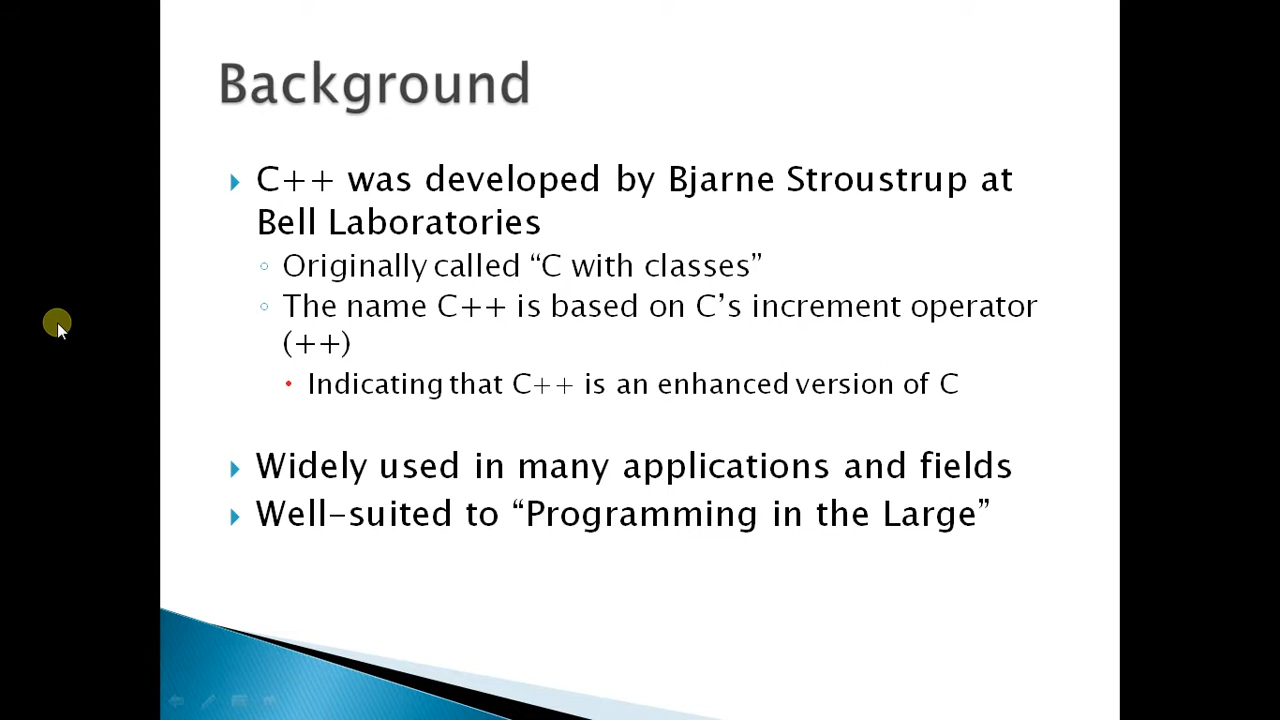 Background
C++ was developed by Bjarne Stroustrup at
Bell Laboratories
Originally called “C with classes”
The name C++ is based on C’s increment operator
(++)
Indicating that C++ is an enhanced version of C
Widely used in many applications and fields
Well-suited to “Programming in the Large”